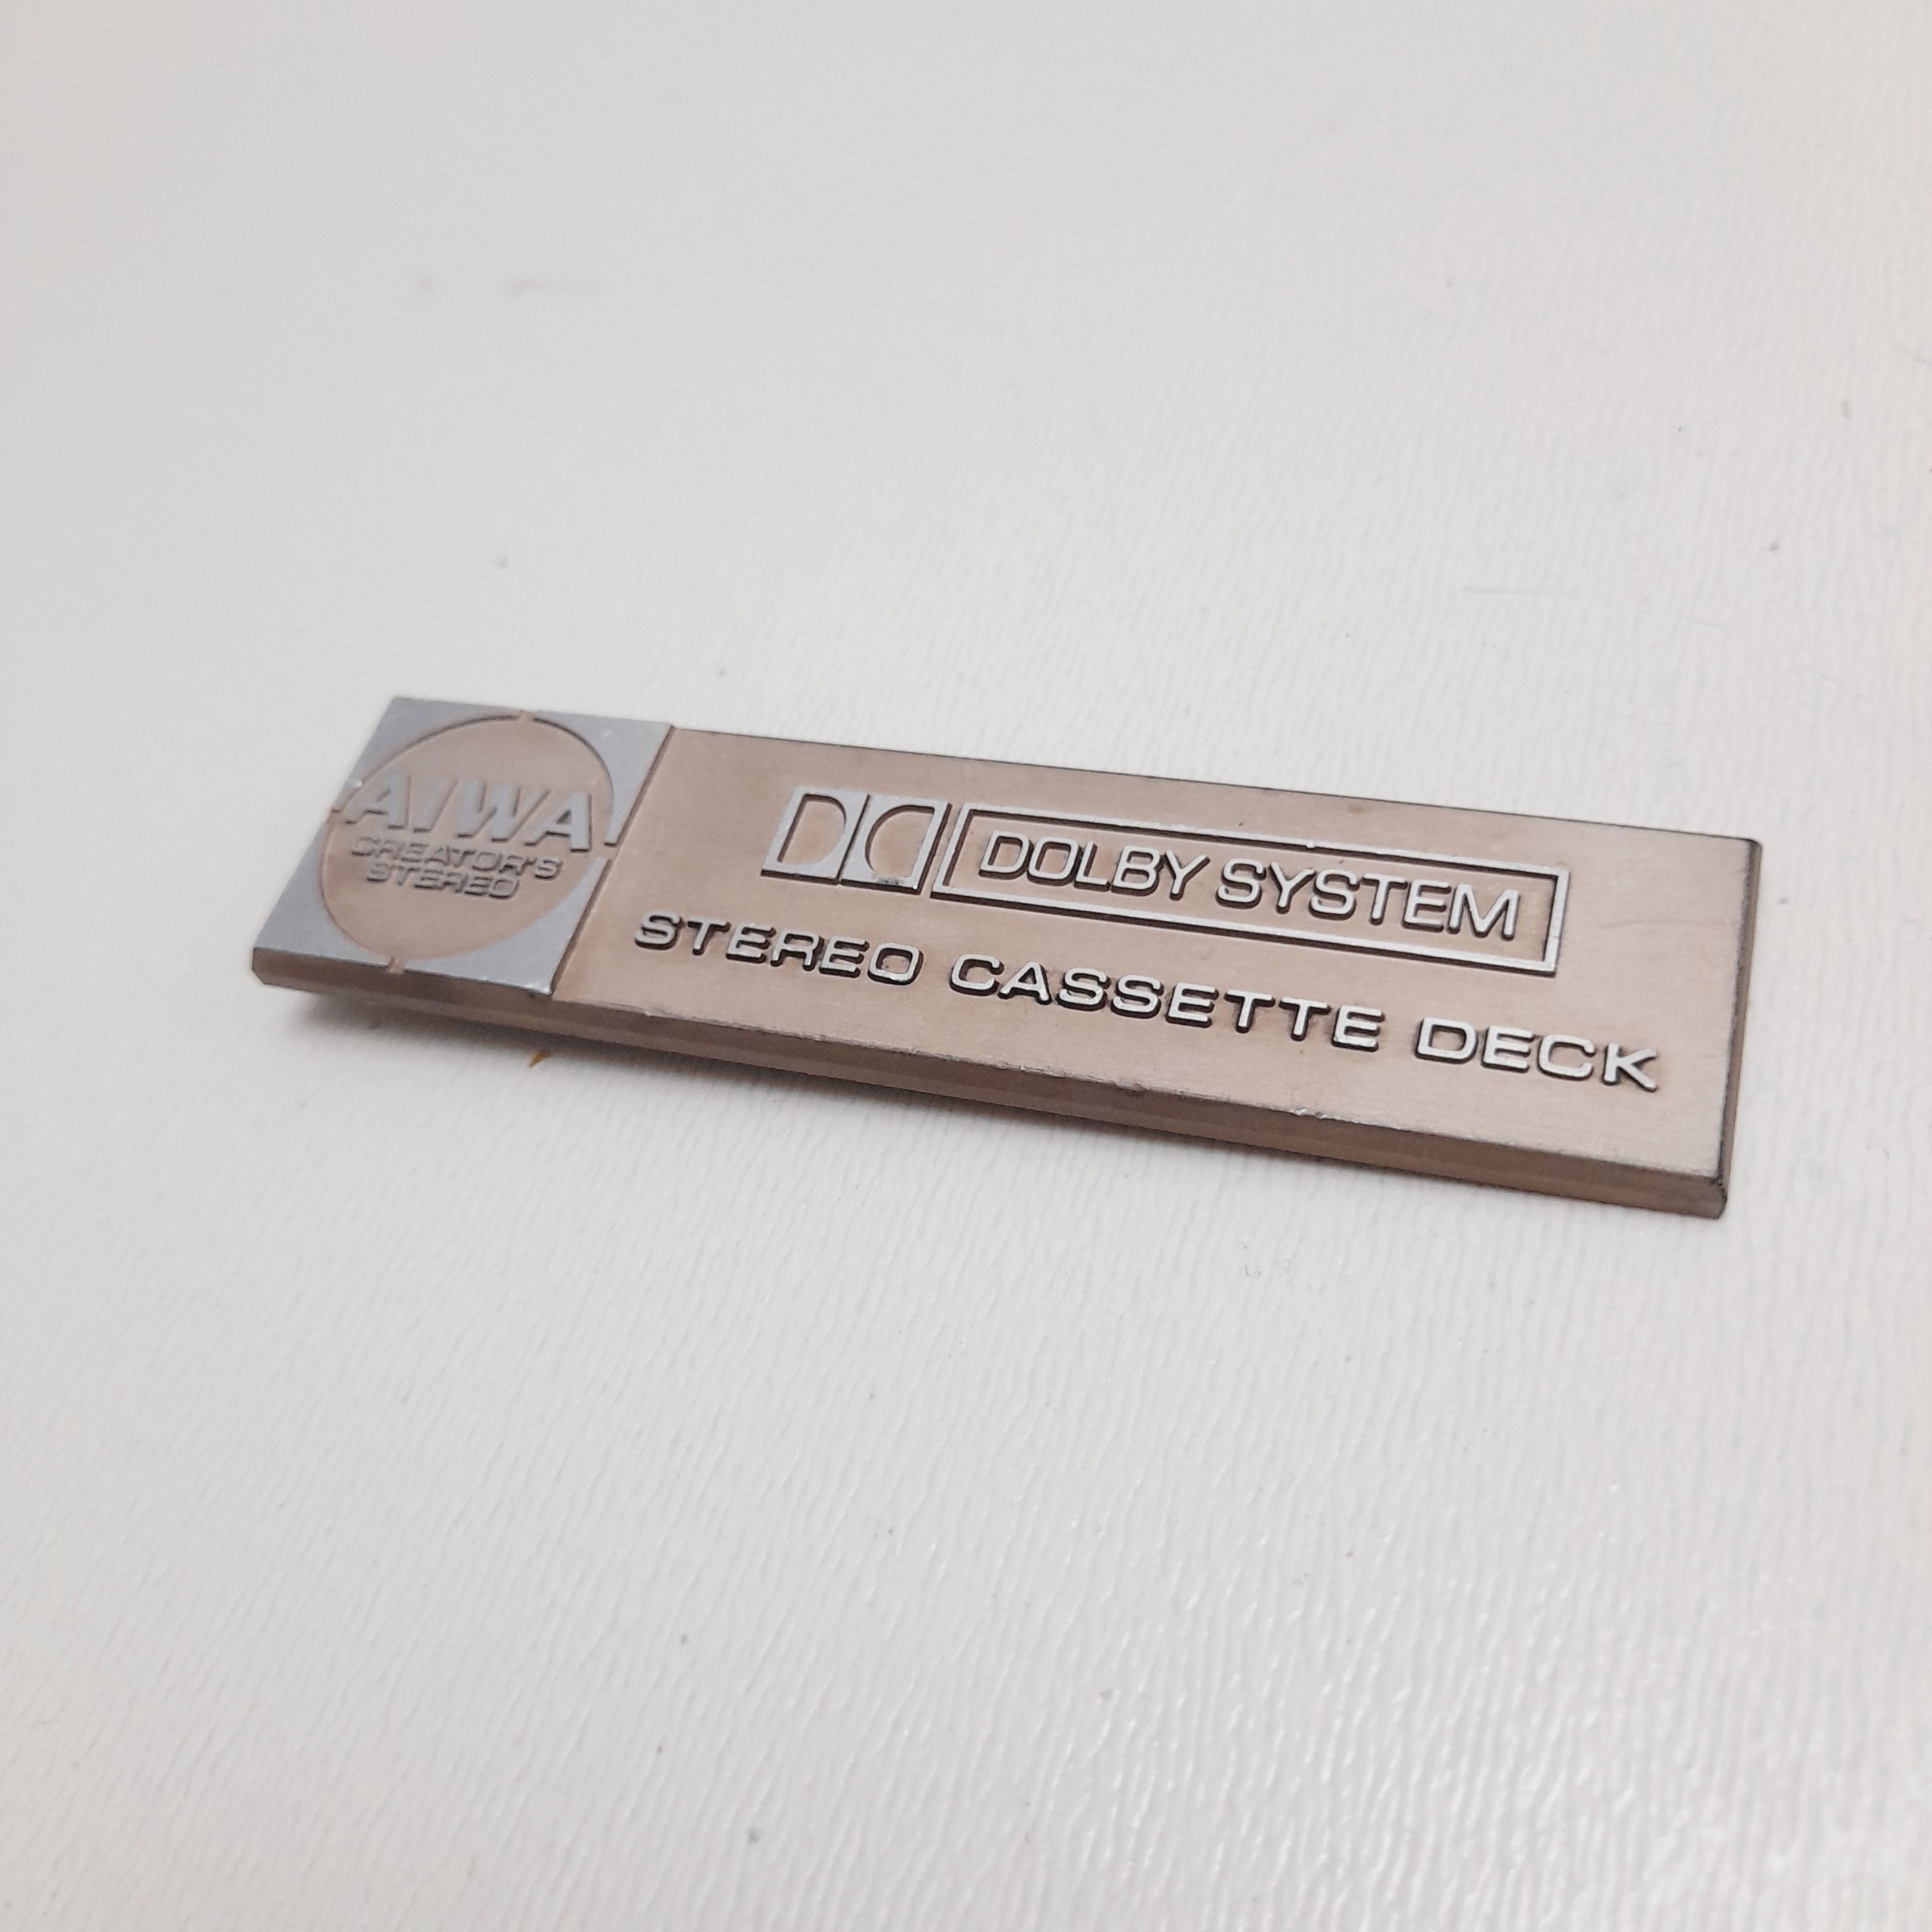 AIWA
CREATOR'S
STEREO
DOLBY SYSTEM
STEREO CASSETTE DECK